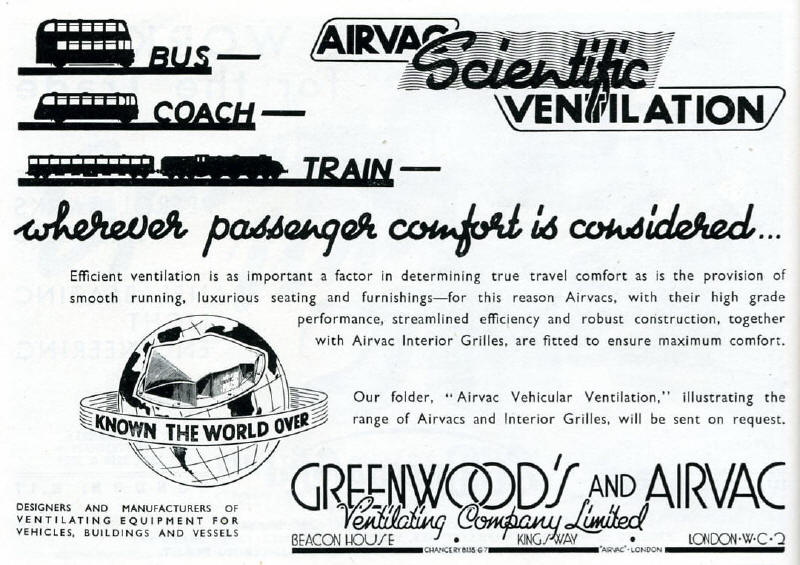 AIRVAC
Scientific
VENTILATION
BUS
COACH
TRAIN
wherever passenger comfort is considered...
Efficient ventilation is as important a factor in determining true travel comfort as is the provision of
smooth running, luxurious seating and furnishings—for this reason Airvacs, with their high grade
performance, streamlined efficiency and robust construction, together
with Airvac Interior Grilles, are fitted to ensure maximum comfort.
KNOWN THE WORLD OVER
Our folder, "Airvac Vehicular Ventilation," illustrating the
range of Airvacs and Interior Grilles, will be sent on request.
DESIGNERS AND MANUFACTURERS OF
VENTILATING EQUIPMENT FOR
VEHICLES, BUILDINGS AND VESSELS
GREENWOOD'S AND AIRVAC
Ventilating Company Limited
BEACON HOUSE • KINGSWAY • LONDON•W•C•2
CHANCERY 8135-6-7 "AIRVAC"-LONDON